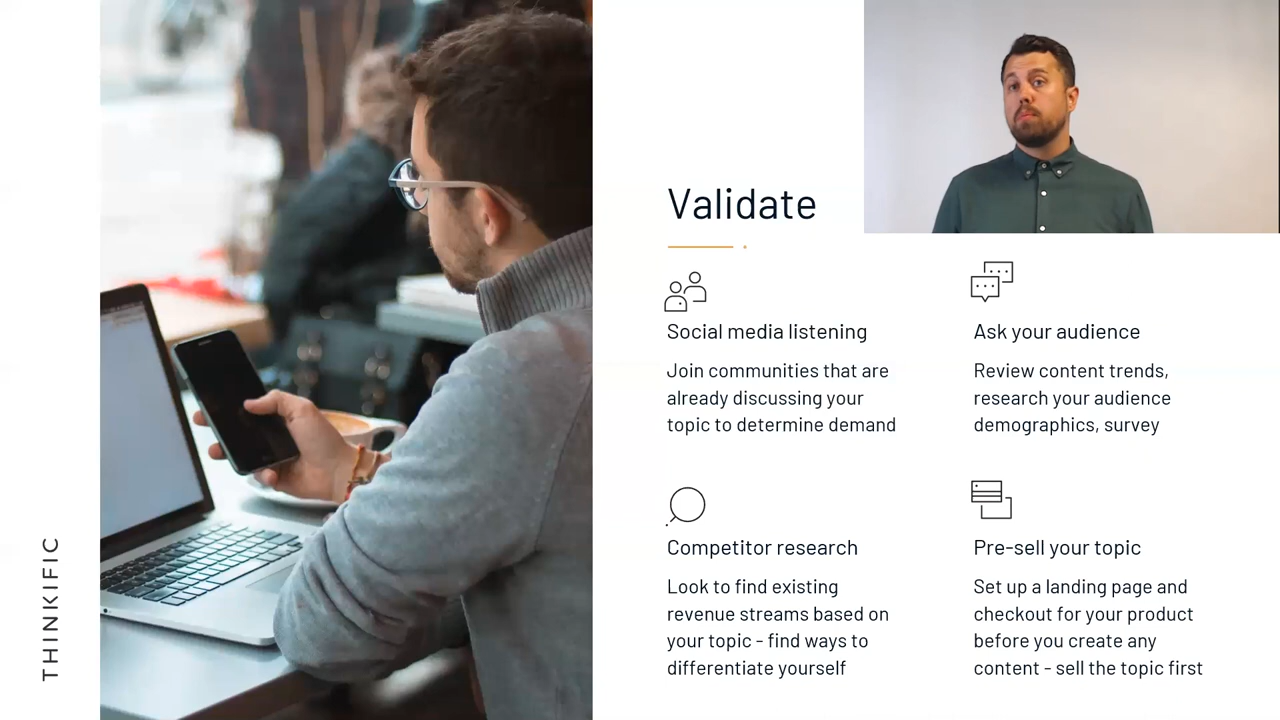 Validate
Social media listening
Join communities that are
already discussing your
topic to determine demand
Ask your audience
Review content trends,
research your audience
demographics, survey
Competitor research
Look to find existing
revenue streams based on
your topic - find ways to
differentiate yourself
Pre-sell your topic
Set up a landing page and
checkout for your product
before you create any
content - sell the topic first
THINKIFIC